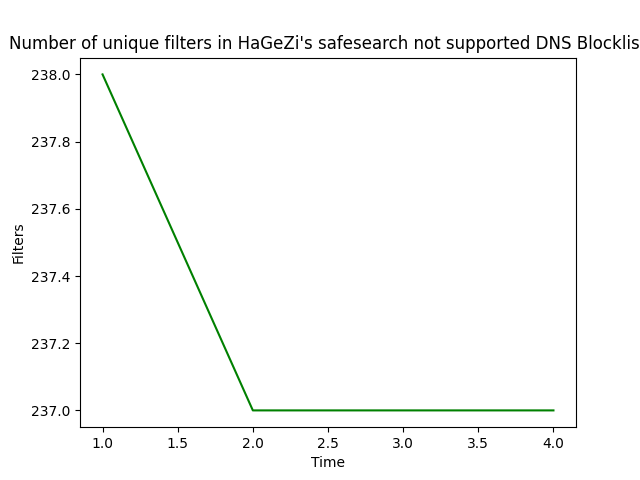 Number of unique filters in HaGeZi's safesearch not supported DNS Blocklis
238.0
237.8
237.6
237.4
237.2
237.0
Filters
1.0 1.5 2.0 2.5 3.0 3.5 4.0
Time